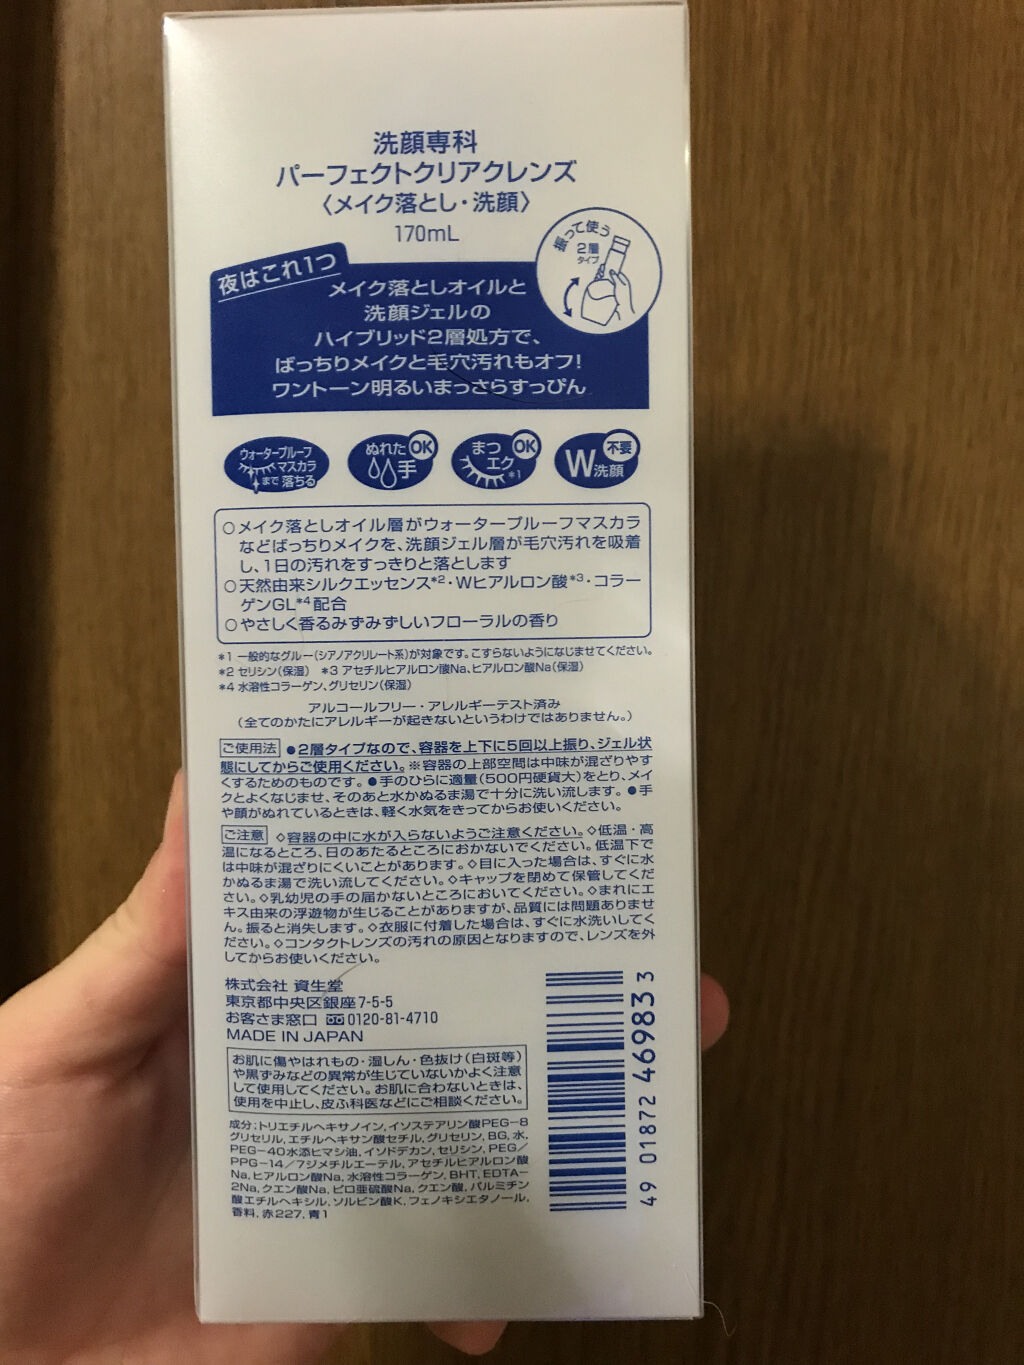 洗顔専科
パーフェクトクリアクレンズ
〈メイク落とし・洗顔〉
170mL
振って使う
2層
タイプ
夜はこれ1つ
メイク落としオイルと
洗顔ジェルの
ハイブリッド2層処方で、
ばっちりメイクと毛穴汚れもオフ!
ワントーン明るいまっさらすっぴん
ウォータープルーフ
マスカラ
まで落ちる
ぬれた
手
OK
まつ
エク*1
OK
W洗顔
不要
○メイク落としオイル層がウォータープルーフマスカラ
などばっちりメイクを、洗顔ジェル層が毛穴汚れを吸着
し、1日の汚れをすっきりと落とします
○天然由来シルクエッセンス*2・Wヒアルロン酸*3・コラー
ゲンGL*4配合
○やさしく香るみずみずしいフローラルの香り
*1 一般的なグルー(シアノアクリレート系)が対象です。こすらないようになじませてください。
*2 セリシン(保湿) *3 アセチルヒアルロン酸Na、ヒアルロン酸Na(保湿)
*4 水溶性コラーゲン、グリセリン(保湿)
アルコールフリー・アレルギーテスト済み
(全てのかたにアレルギーが起きないというわけではありません。)
ご使用法 ●2層タイプなので、容器を上下に5回以上振り、ジェル状
態にしてからご使用ください。※容器の上部空間は中味が混ざりやす
くするためのものです。●手のひらに適量(500円硬貨大)をとり、メイ
クとよくなじませ、そのあと水かぬるま湯で十分に洗い流します。●手
や顔がぬれているときは、軽く水気をきってからお使いください。
ご注意 ◇容器の中に水が入らないようご注意ください。◇低温・高
温になるところ、日のあたるところにおかないでください。低温下で
は中味が混ざりにくいことがあります。◇目に入った場合は、すぐに水
かぬるま湯で洗い流してください。◇キャップを閉めて保管してくだ
さい。◇乳幼児の手の届かないところにおいてください。◇まれにエ
キス由来の浮遊物が生じることがありますが、品質には問題ありませ
ん。振ると消失します。◇衣服に付着した場合は、すぐに水洗いしてく
ださい。◇コンタクトレンズの汚れの原因となりますので、レンズを外
してからお使いください。
株式会社 資生堂
東京都中央区銀座7-5-5
お客さま窓口 0120-81-4710
MADE IN JAPAN
お肌に傷やはれもの・湿しん・色抜け(白斑等)
や黒ずみなどの異常が生じていないかよく注意
して使用してください。お肌に合わないときは、
使用を中止し、皮ふ科医などにご相談ください。
成分:トリエチルヘキサノイン,イソステアリン酸PEG-8
グリセリル,エチルヘキサン酸セチル,グリセリン,BG,水,
PEG-40水添ヒマシ油,イソドデカン,セリシン,PEG/
PPG-14/7ジメチルエーテル,アセチルヒアルロン酸
Na,ヒアルロン酸Na,水溶性コラーゲン,BHT,EDTA-
2Na,クエン酸Na,ピロ亜硫酸Na,クエン酸,パルミチン
酸エチルヘキシル,ソルビン酸K,フェノキシエタノール,
香料,赤227,青1
49 01872 46983 3